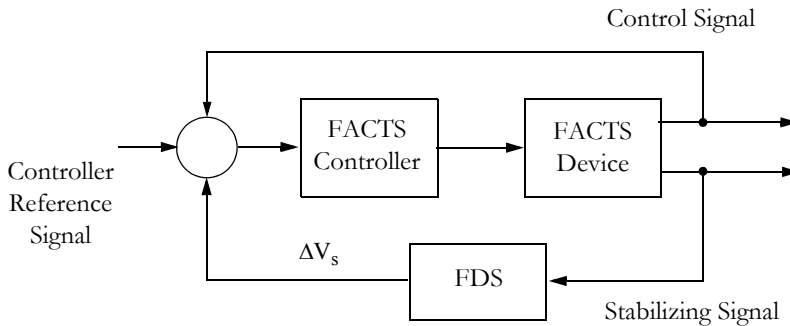 Control Signal
FACTS
Controller
FACTS
Device
Controller
Reference
Signal
ΔVs
FDS
Stabilizing Signal